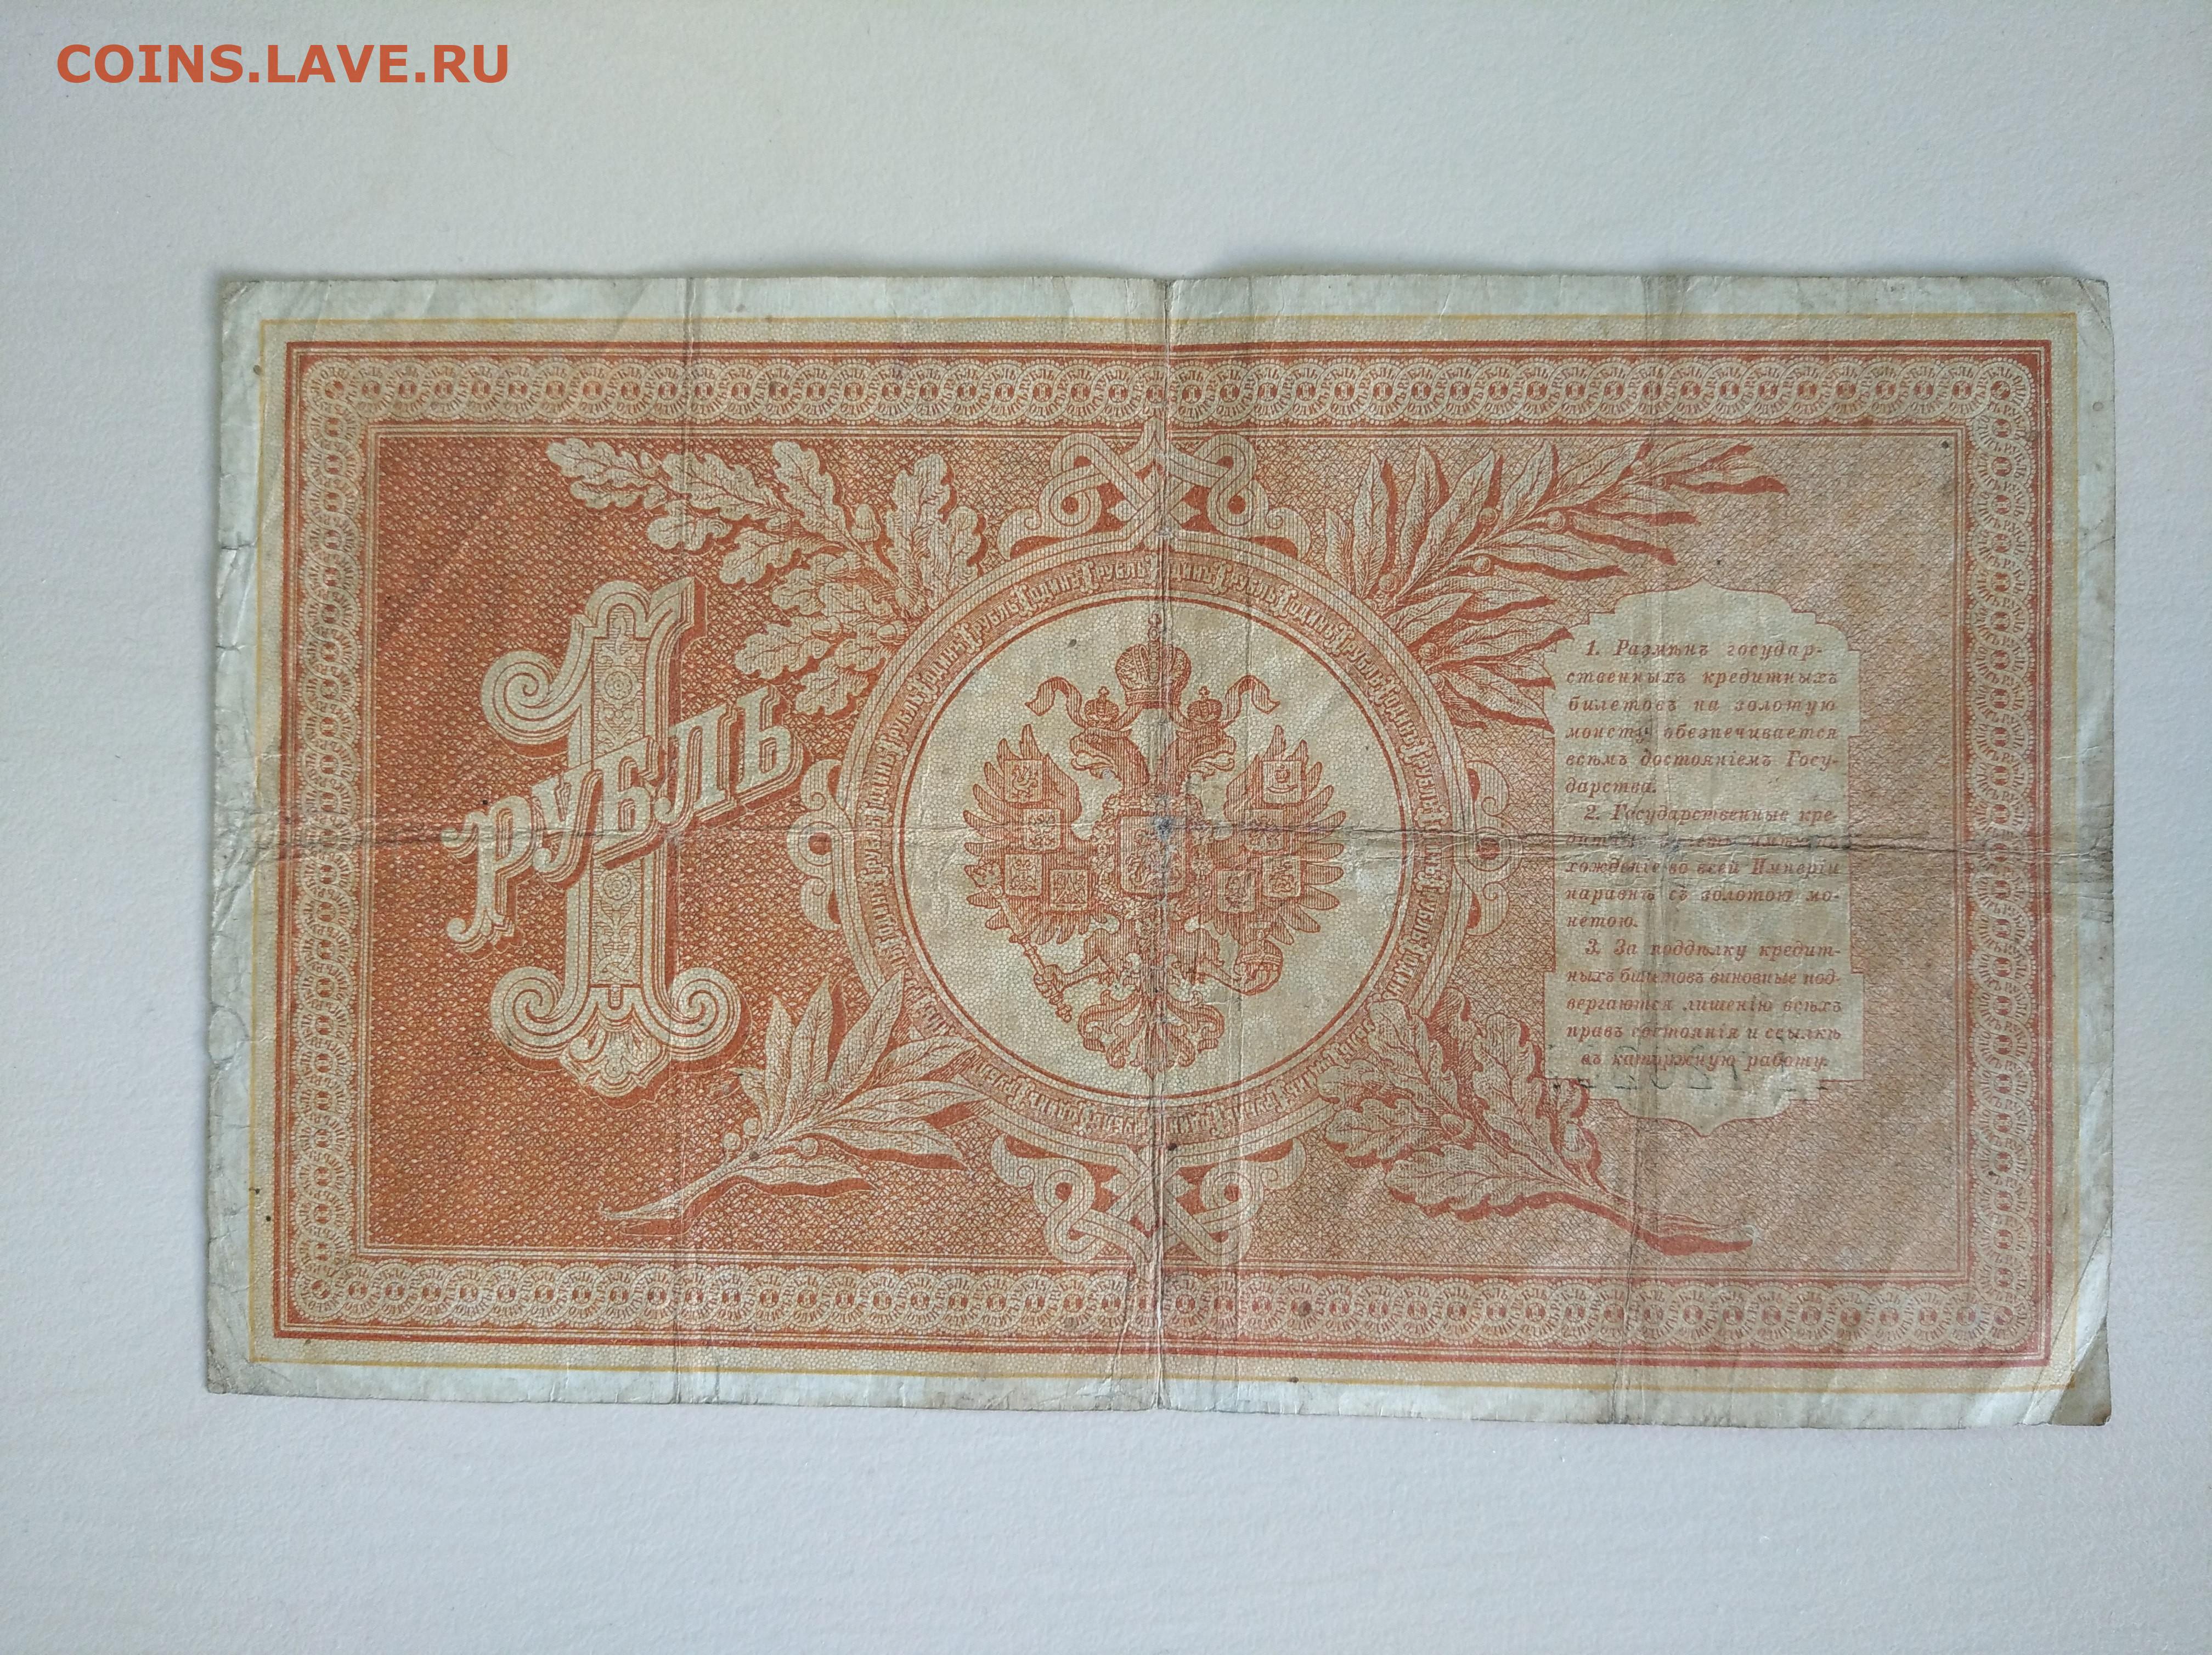 COINS.LAVE.RU
1
рубль
1. Размѣнъ государ-
ственныхъ кредитныхъ
билетовъ на золотую
монету обезпечивается
всѣмъ достояніемъ Госу-
дарства.
2. Государственные кре-
хожденіе во всей Имперіи
наравнѣ съ золотою мо-
нетою.
3. За поддѣлку кредит-
ныхъ билетовъ виновные под-
вергаются лишенію всѣхъ
правъ состоянія и ссылкѣ
въ каторжную работу.